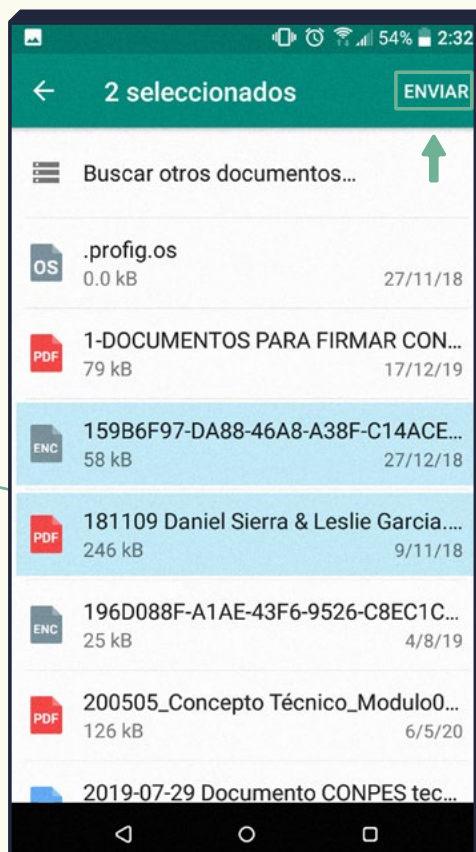 54% 2:32
2 seleccionados ENVIAR
Buscar otros documentos...
OS .profig.os
0.0 kB 27/11/18
PDF 1-DOCUMENTOS PARA FIRMAR CON...
79 kB 17/12/19
ENC 159B6F97-DA88-46A8-A38F-C14ACE...
58 kB 27/12/18
PDF 181109 Daniel Sierra & Leslie Garcia....
246 kB 9/11/18
ENC 196D088F-A1AE-43F6-9526-C8EC1C...
25 kB 4/8/19
PDF 200505_Concepto Técnico_Modulo0...
126 kB 6/5/20
2019-07-29 Documento CONPES tec...